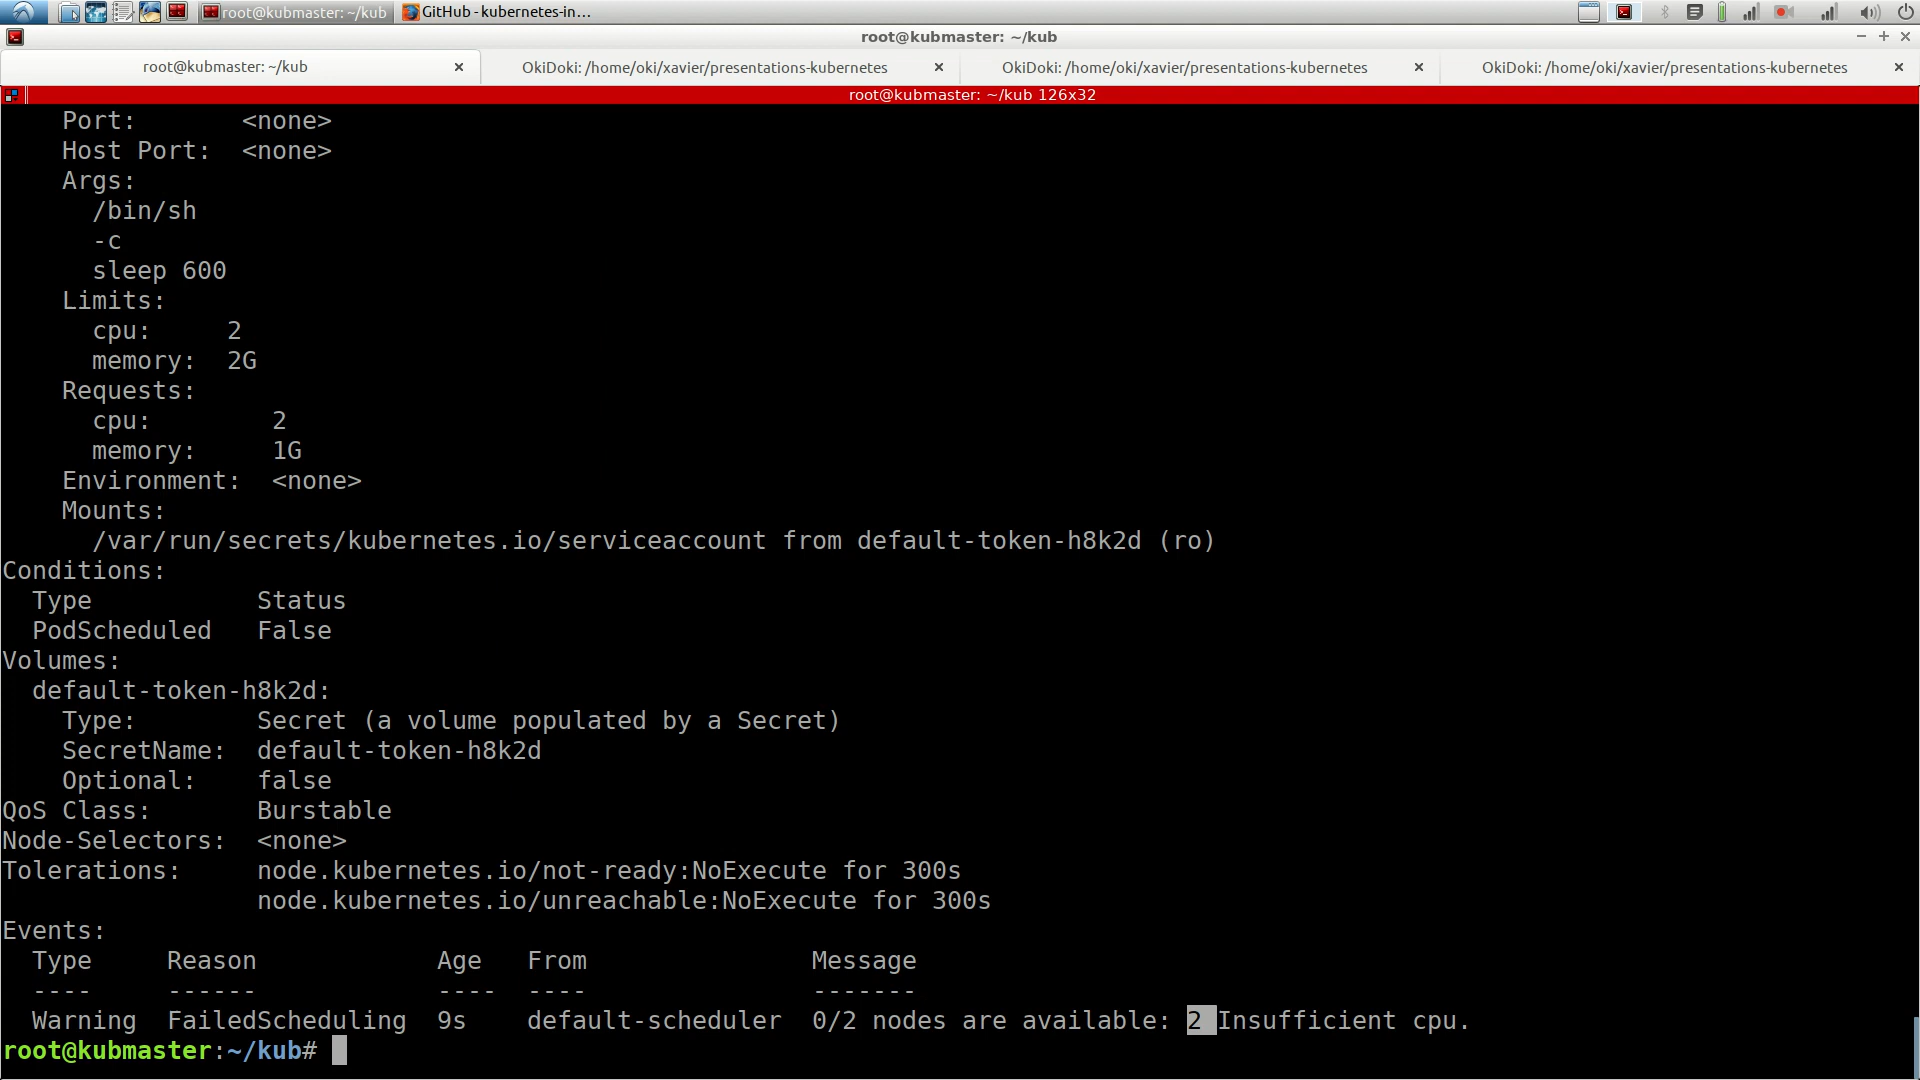 root@kubmaster: ~/kub
GitHub - kubernetes-in...
root@kubmaster: ~/kub
root@kubmaster: ~/kub
OkiDoki: /home/oki/xavier/presentations-kubernetes
OkiDoki: /home/oki/xavier/presentations-kubernetes
OkiDoki: /home/oki/xavier/presentations-kubernetes
root@kubmaster: ~/kub 126x32
    Port:       <none>
    Host Port:  <none>
    Args:
      /bin/sh
      -c
      sleep 600
    Limits:
      cpu:     2
      memory:  2G
    Requests:
      cpu:        2
      memory:     1G
    Environment:  <none>
    Mounts:
      /var/run/secrets/kubernetes.io/serviceaccount from default-token-h8k2d (ro)
Conditions:
  Type           Status
  PodScheduled   False
Volumes:
  default-token-h8k2d:
    Type:        Secret (a volume populated by a Secret)
    SecretName:  default-token-h8k2d
    Optional:    false
QoS Class:       Burstable
Node-Selectors:  <none>
Tolerations:     node.kubernetes.io/not-ready:NoExecute for 300s
                 node.kubernetes.io/unreachable:NoExecute for 300s
Events:
  Type     Reason            Age   From               Message
  ----     ------            ----  ----               -------
  Warning  FailedScheduling  9s    default-scheduler  0/2 nodes are available: 2 Insufficient cpu.
root@kubmaster:~/kub#